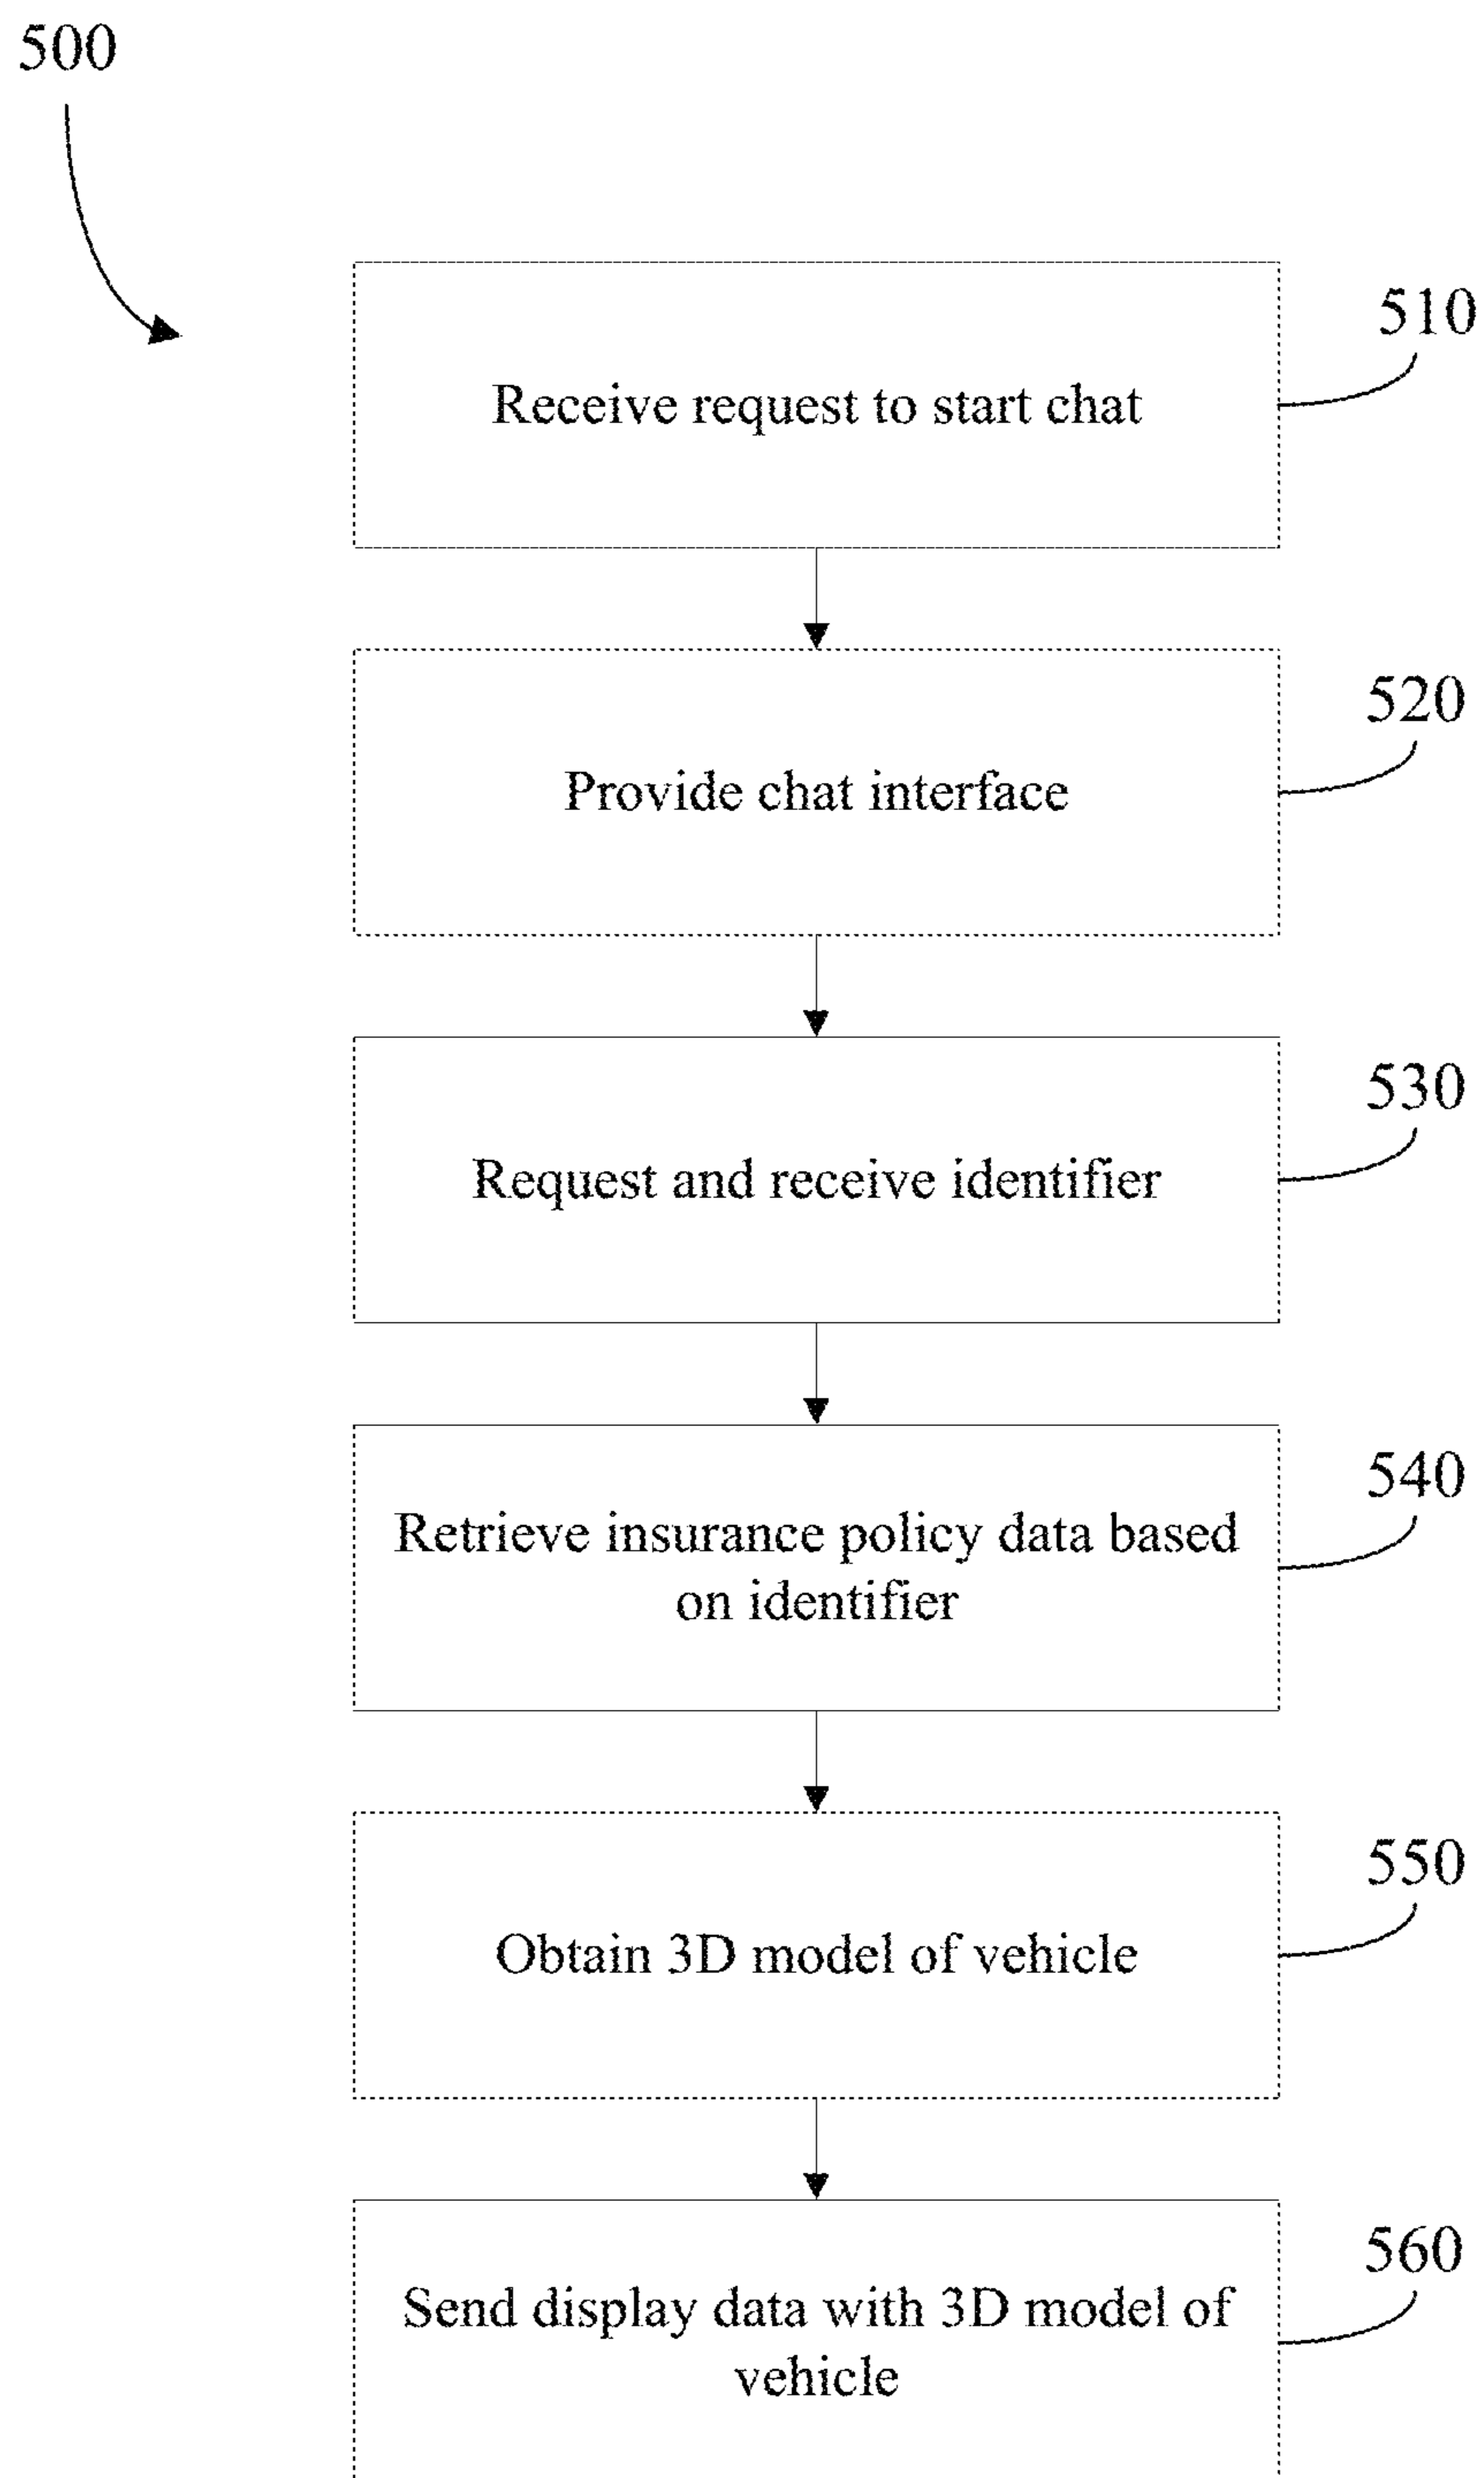 500
510
Receive request to start chat
520
Provide chat interface
530
Request and receive identifier
540
Retrieve insurance policy data based
on identifier
550
Obtain 3D model of vehicle
560
Send display data with 3D model of
vehicle